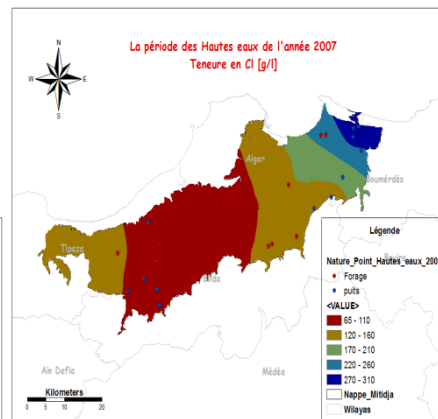 La période des Hautes eaux de l'année 2007
Teneure en Cl [g/l]
N
W
E
S
Alger
Boumérdès
Tipaza
Blida
Ain Defla
Médéa
Kilometers
0 5 10 20
Légende
Nature_Point_Hautes_eaux_200
Forage
puits
<VALUE>
65 - 110
120 - 160
170 - 210
220 - 260
270 - 310
Nappe_Mitidja
Wilayas